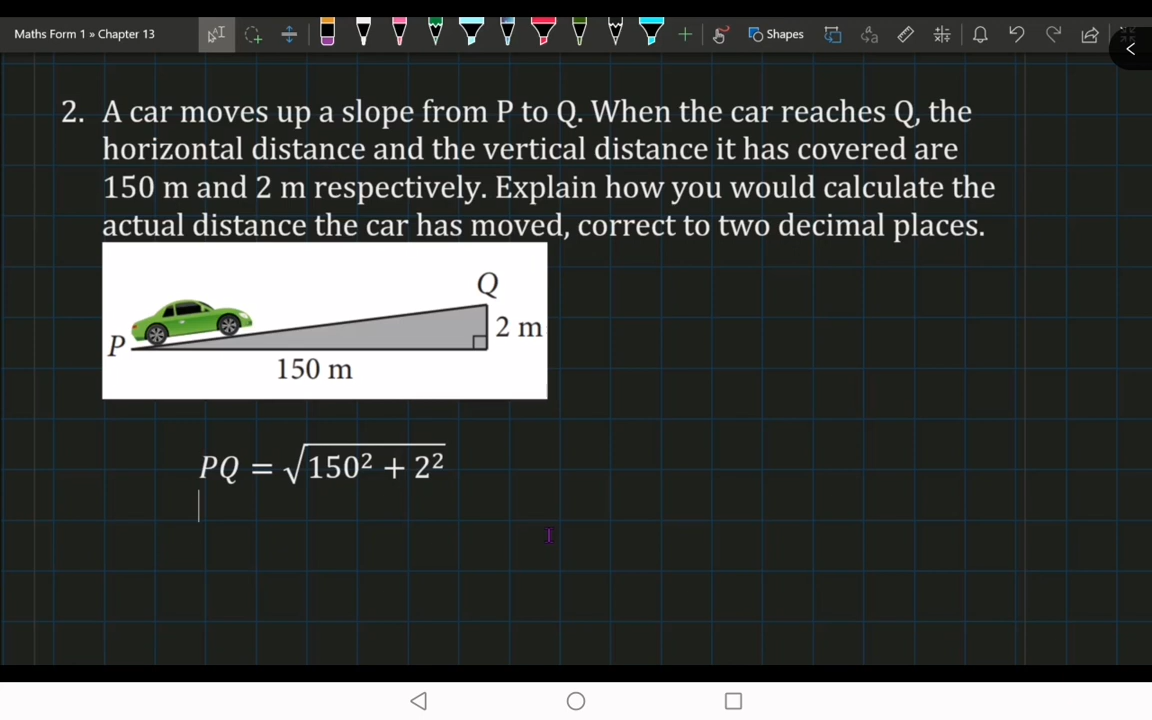 Maths Form 1 » Chapter 13
Shapes
2. A car moves up a slope from P to Q. When the car reaches Q, the
horizontal distance and the vertical distance it has covered are
150 m and 2 m respectively. Explain how you would calculate the
actual distance the car has moved, correct to two decimal places.
Q
2 m
P
150 m
PQ = √150² + 2²